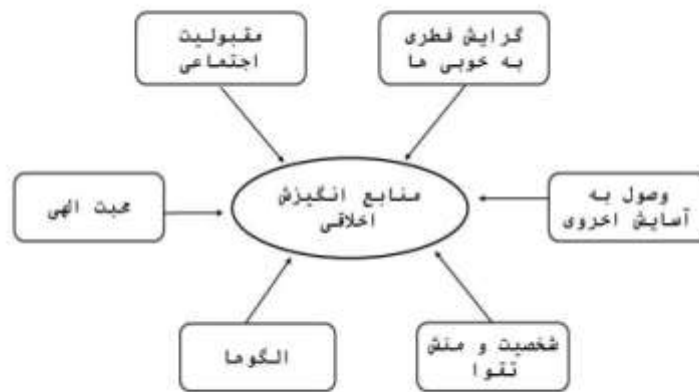 گرایش فطری
به خوبی ها
مقبولیت
اجتماعی
وصول به
آسایش اخروی
منابع انگیزش
اخلاقی
محبت الهی
شخصیت و منش
تقوا
الگوها